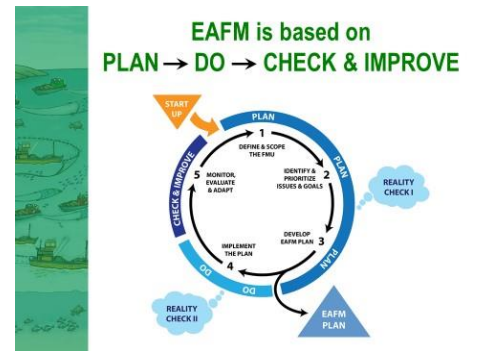 EAFM is based on
PLAN → DO → CHECK & IMPROVE
START
UP
PLAN
1
DEFINE & SCOPE
THE FMU
PLAN
2
IDENTIFY &
PRIORITIZE
ISSUES & GOALS
REALITY
CHECK I
3
DEVELOP
EAFM PLAN
PLAN
4
IMPLEMENT
THE PLAN
DO
DO
REALITY
CHECK II
5
MONITOR,
EVALUATE
& ADAPT
CHECK & IMPROVE
EAFM
PLAN